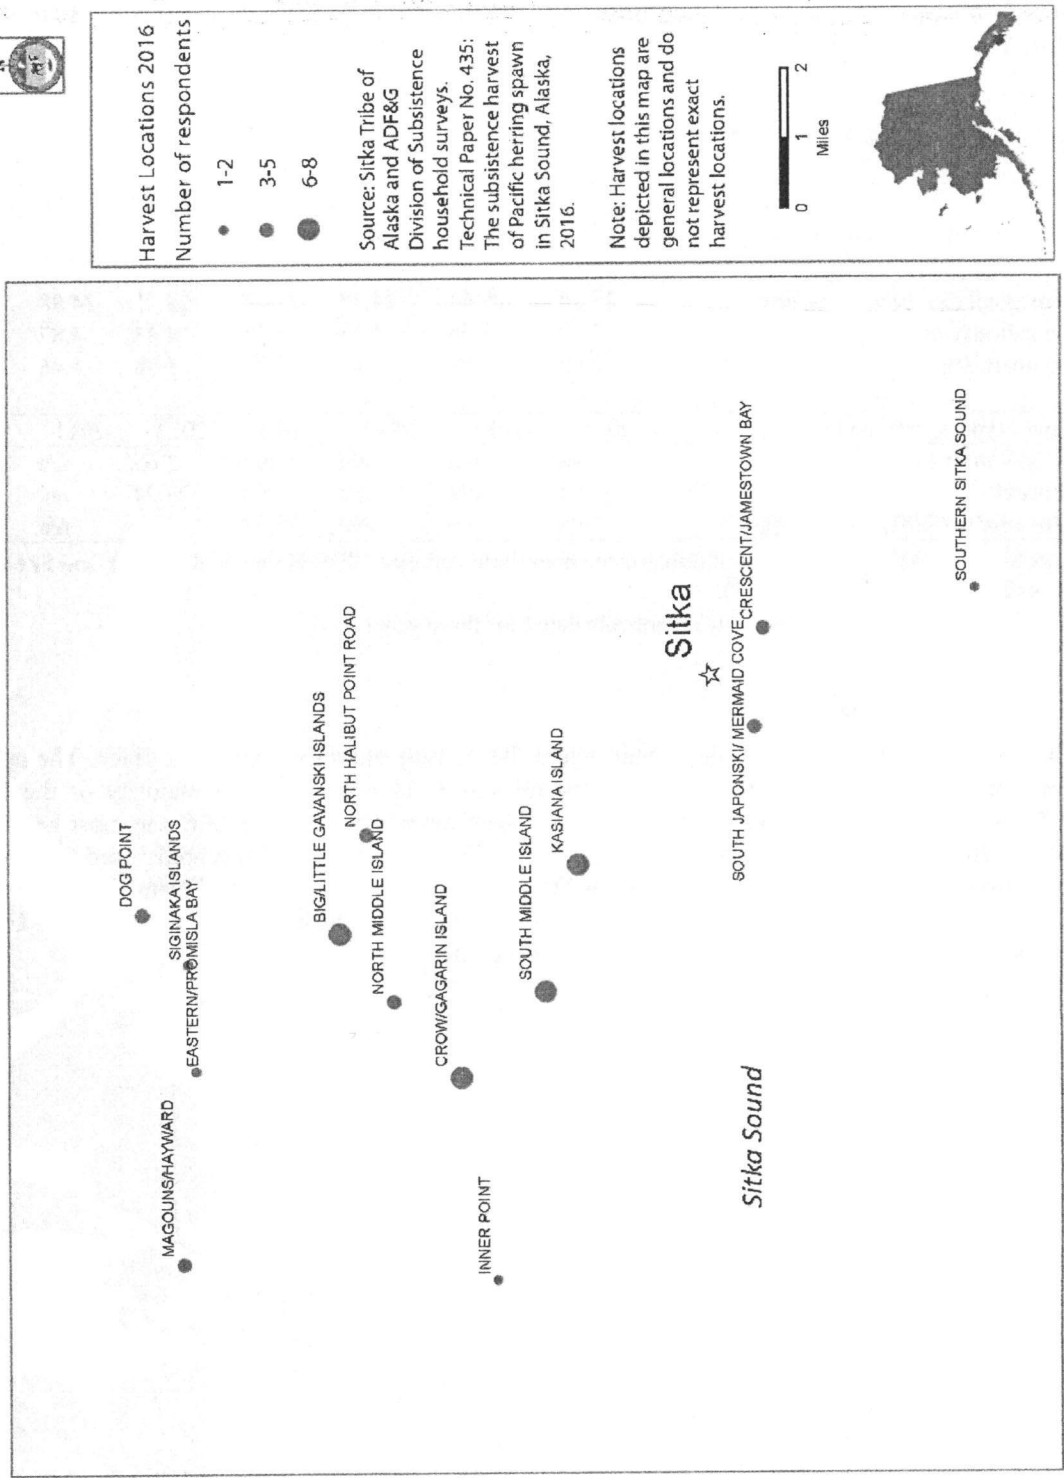 Harvest Locations 2016
Number of respondents
1-2
3-5
6-8
Source: Sitka Tribe of
Alaska and ADF&G
Division of Subsistence
household surveys.
Technical Paper No. 435:
The subsistence harvest
of Pacific herring spawn
in Sitka Sound, Alaska,
2016.
Note: Harvest locations
depicted in this map are
general locations and do
not represent exact
harvest locations.
0 1 2
Miles
DOG POINT
SIGINAKA ISLANDS
EASTERN/PROMISLA BAY
MAGOUNS/HAYWARD
BIG/LITTLE GAVANSKI ISLANDS
NORTH HALIBUT POINT ROAD
NORTH MIDDLE ISLAND
CROW/GAGARIN ISLAND
INNER POINT
SOUTH MIDDLE ISLAND
KASIANA ISLAND
Sitka
SOUTH JAPONSKI/ MERMAID COVE
CRESCENT/JAMESTOWN BAY
Sitka Sound
SOUTHERN SITKA SOUND